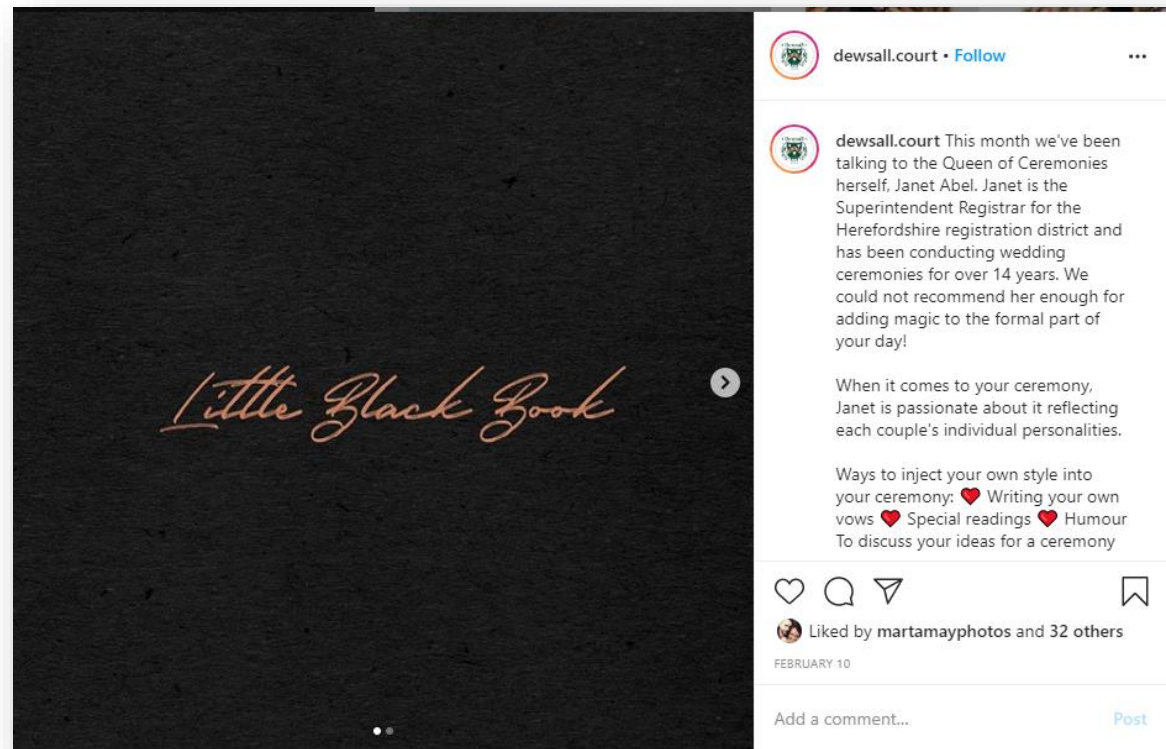 Little Black Book
dewsall.court • Follow
dewsall.court This month we've been
talking to the Queen of Ceremonies
herself, Janet Abel. Janet is the
Superintendent Registrar for the
Herefordshire registration district and
has been conducting wedding
ceremonies for over 14 years. We
could not recommend her enough for
adding magic to the formal part of
your day!
When it comes to your ceremony,
Janet is passionate about it reflecting
each couple's individual personalities.
Ways to inject your own style into
your ceremony: ❤️ Writing your own
vows ❤️ Special readings ❤️ Humour
To discuss your ideas for a ceremony
Liked by martamayphotos and 32 others
FEBRUARY 10
Add a comment...
Post